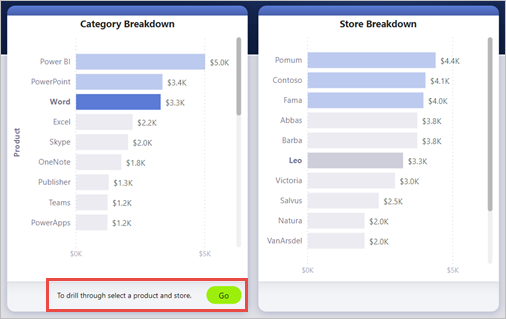 Category Breakdown
Product
Power BI $5.0K
PowerPoint $3.4K
Word $3.3K
Excel $2.2K
Skype $2.0K
OneNote $1.8K
Publisher $1.3K
Teams $1.2K
PowerApps $1.2K
$0K $5K
To drill through select a product and store. Go
Store Breakdown
Pomum $4.4K
Contoso $4.1K
Fama $4.0K
Abbas $3.8K
Barba $3.8K
Leo $3.3K
Victoria $3.0K
Salvus $2.5K
Natura $2.0K
VanArsdel $2.0K
$0K $5K